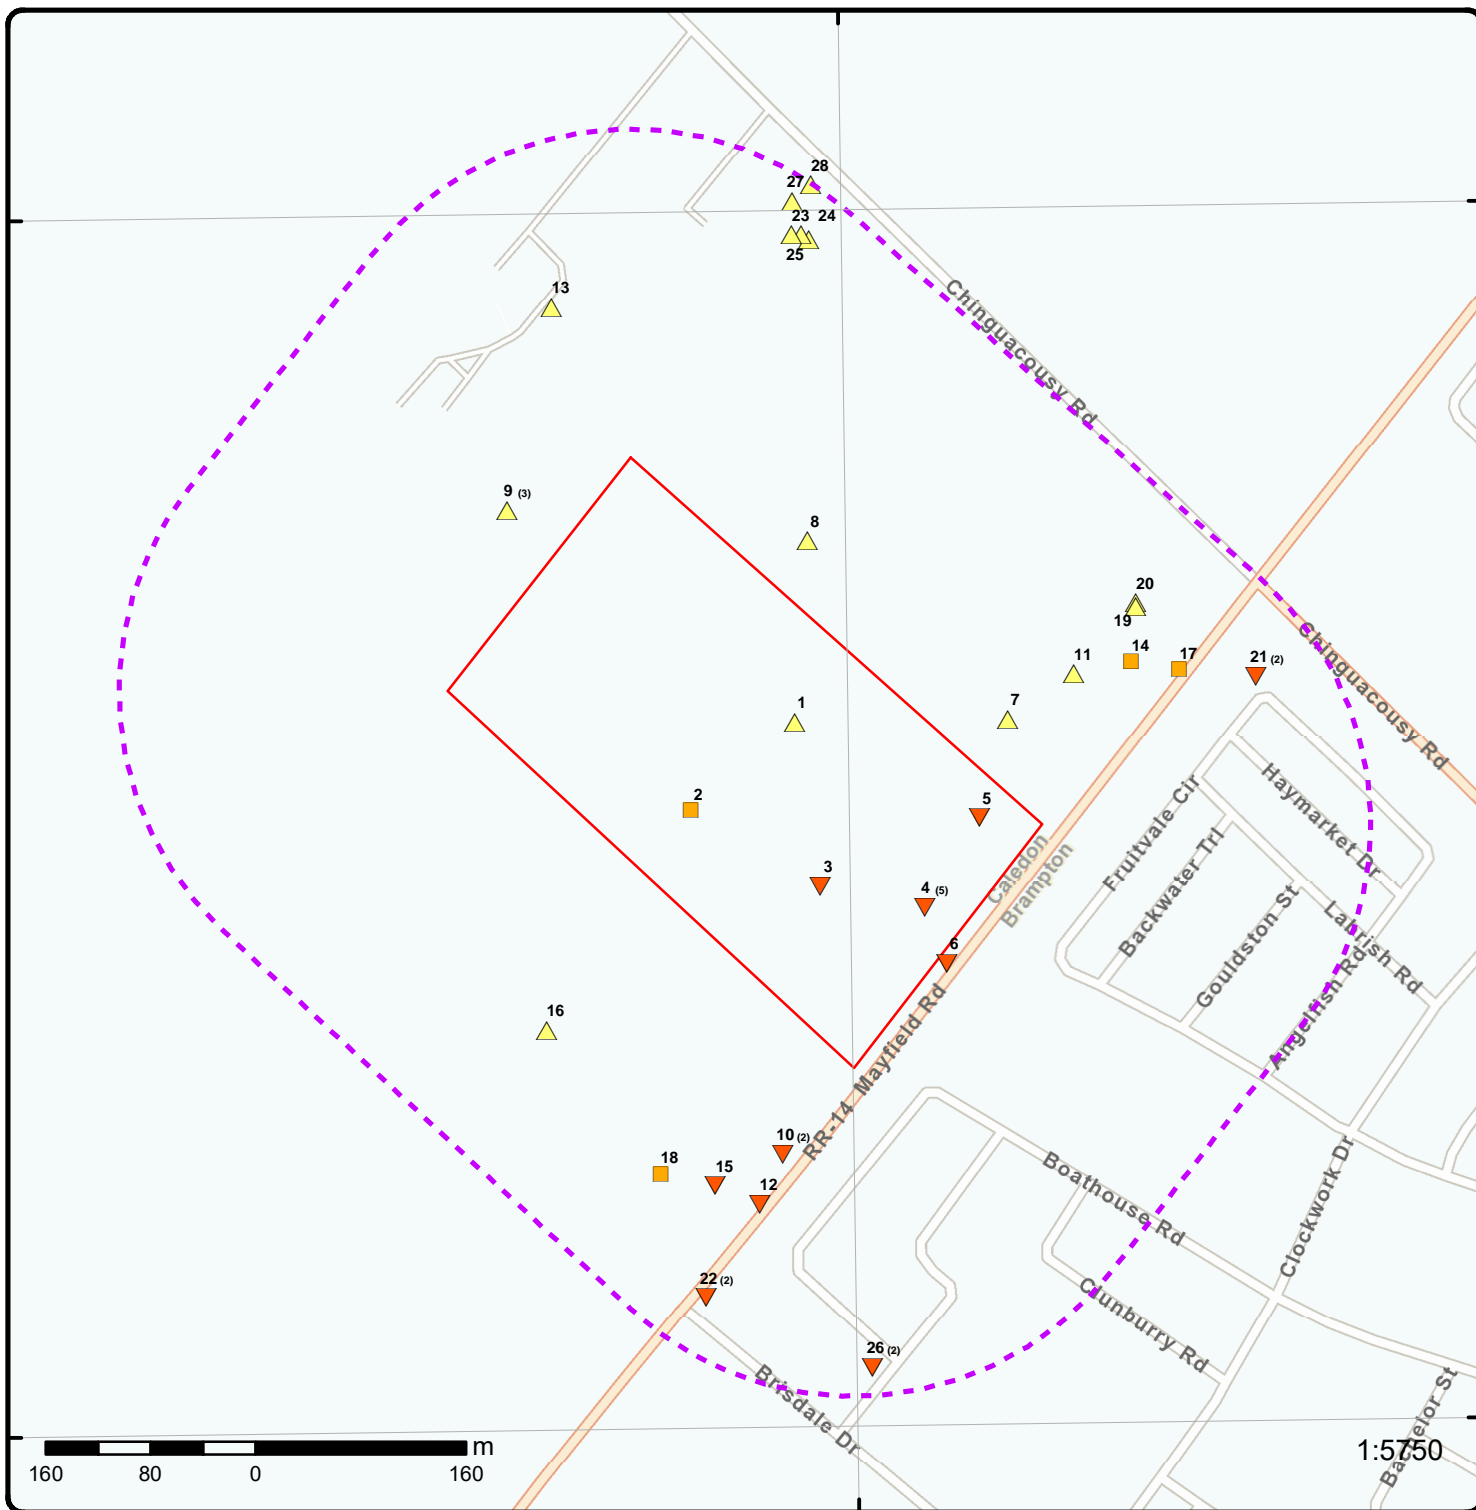 28
27
23 24
25
13
Chinguacousy Rd
9 (3)
8
20
19
14
17
21 (2)
11
Chinguacousy Rd
7
1
2
5
Haymarket Dr
Fruitvale Cir
Backwater Trl
3
4 (5)
Caledon
Brampton
Gouldston St
Labrish Rd
6
Angelfish Rd
16
RR-14 Mayfield Rd
10 (2)
18
15
12
Boathouse Rd
Clockwork Dr
22 (2)
Clunburry Rd
26 (2)
Brisdale Dr
Bachelor St
m
1:5750
160 80 0 160